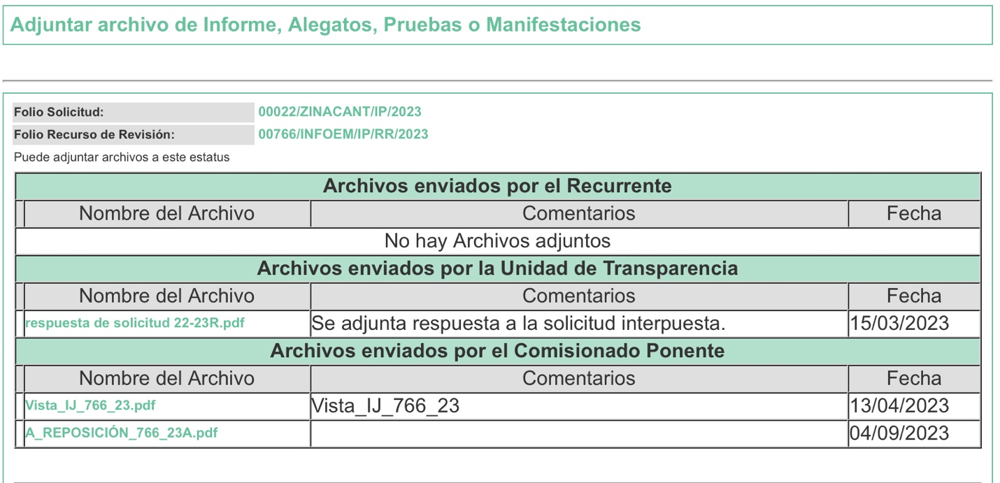 Adjuntar archivo de Informe, Alegatos, Pruebas o Manifestaciones
Folio Solicitud: 00022/ZINACANT/IP/2023
Folio Recurso de Revisión: 00766/INFOEM/IP/RR/2023
Puede adjuntar archivos a este estatus
Archivos enviados por el Recurrente
Nombre del Archivo Comentarios Fecha
No hay Archivos adjuntos
Archivos enviados por la Unidad de Transparencia
Nombre del Archivo Comentarios Fecha
respuesta de solicitud 22-23R.pdf Se adjunta respuesta a la solicitud interpuesta. 15/03/2023
Archivos enviados por el Comisionado Ponente
Nombre del Archivo Comentarios Fecha
Vista_IJ_766_23.pdf Vista_IJ_766_23 13/04/2023
A_REPOSICIÓN_766_23A.pdf 04/09/2023